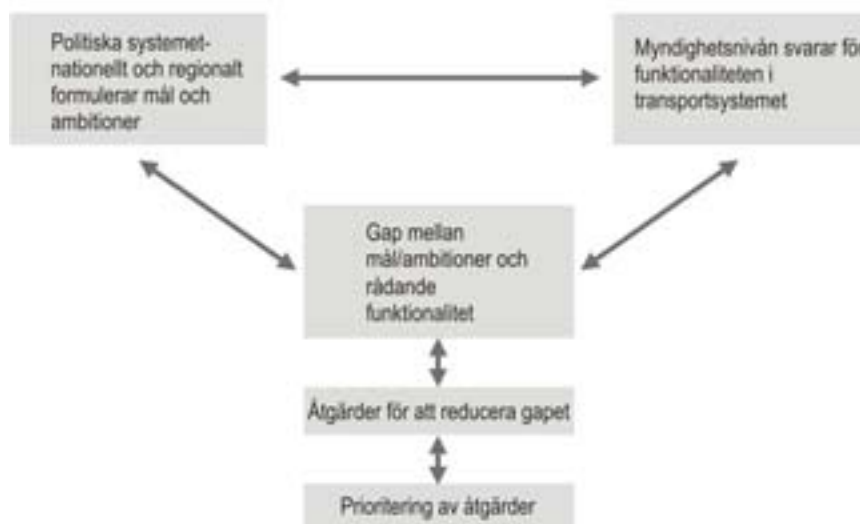 Politiska systemet-
nationellt och regionalt
formulerar mål och
ambitioner
Myndighetsnivån svarar för
funktionaliteten i
transportsystemet
Gap mellan
mål/ambitioner och
rådande
funktionalitet
Åtgärder för att reducera gapet
Prioritering av åtgärder